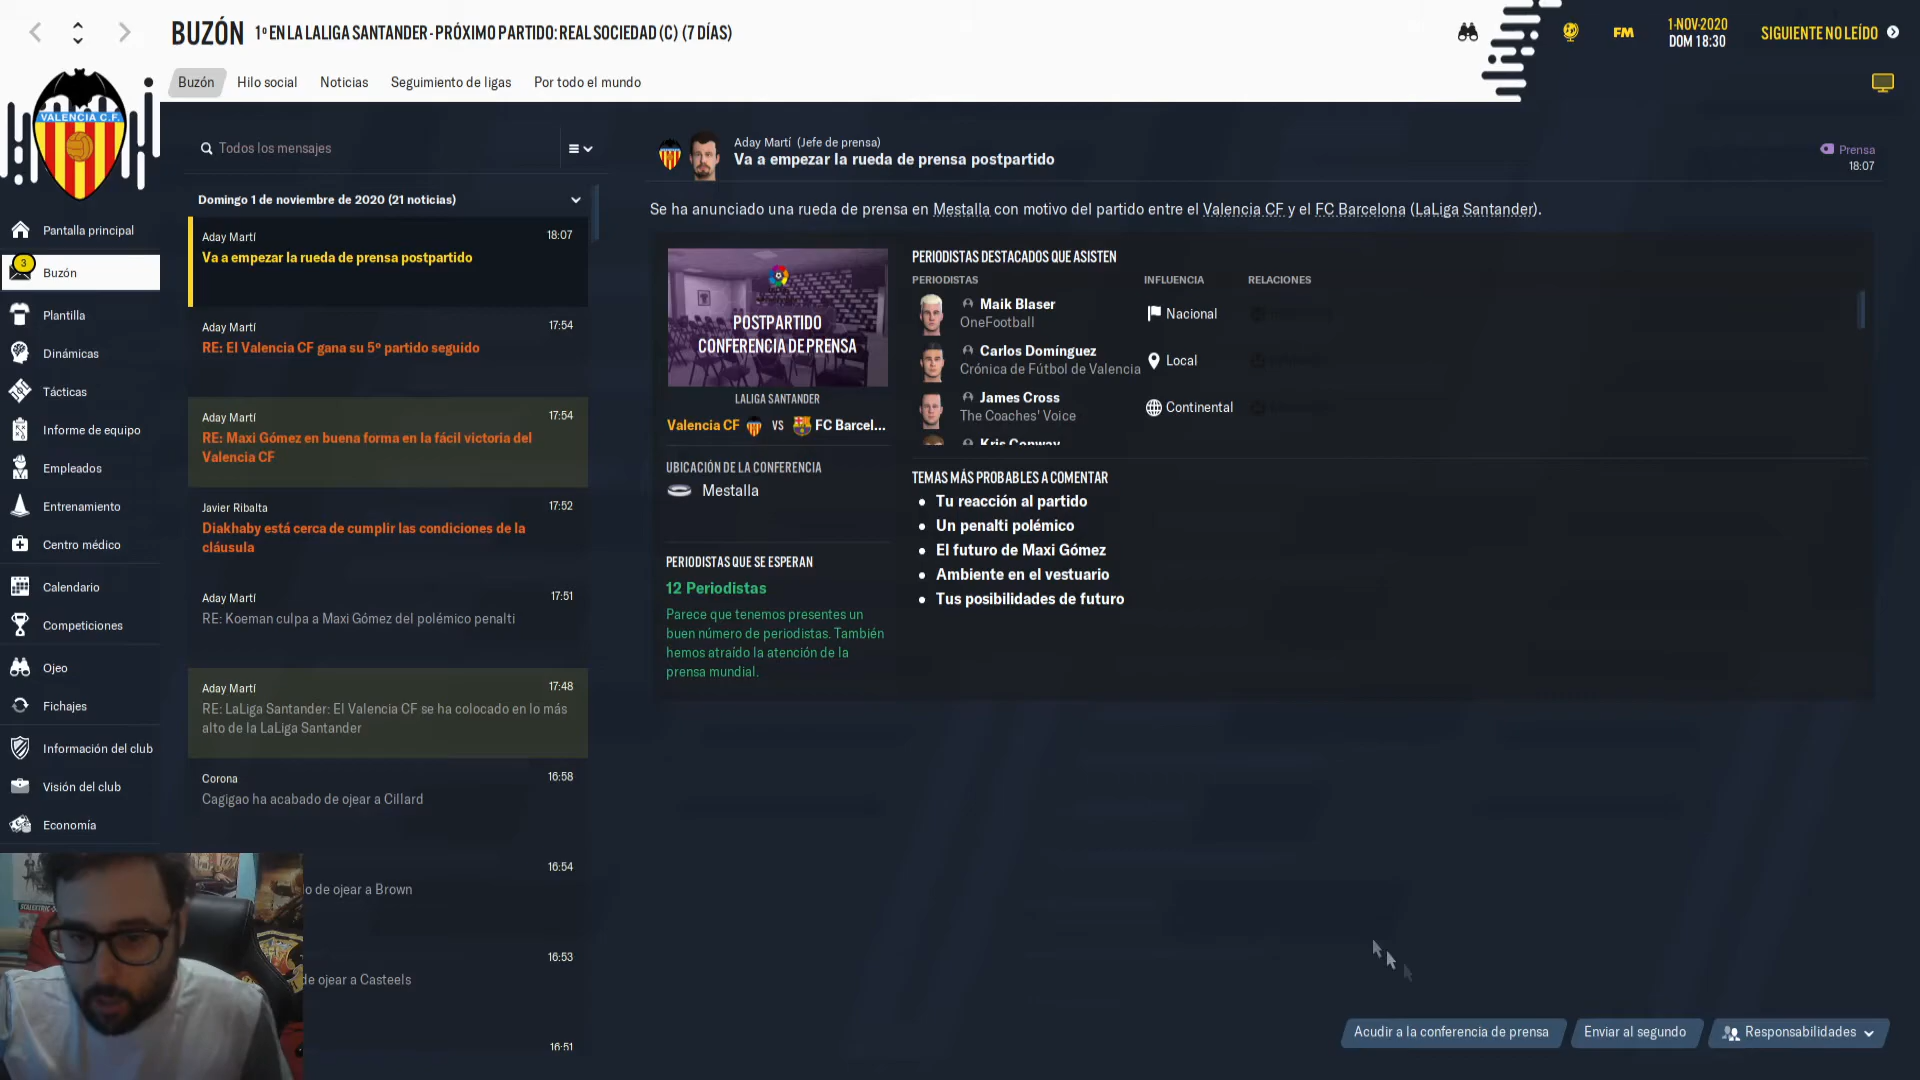 BUZÓN
1º EN LA LALIGA SANTANDER - PRÓXIMO PARTIDO: REAL SOCIEDAD (C) (7 DÍAS)
FM
1-NOV-2020
DOM 18:30
SIGUIENTE NO LEÍDO
Buzón
Hilo social
Noticias
Seguimiento de ligas
Por todo el mundo
VALENCIA C.F.
Pantalla principal
3
Buzón
Plantilla
Dinámicas
Tácticas
Informe de equipo
Empleados
Entrenamiento
Centro médico
Calendario
Competiciones
Ojeo
Fichajes
Información del club
Visión del club
Economía
Todos los mensajes
Domingo 1 de noviembre de 2020 (21 noticias)
Aday Martí 18:07
Va a empezar la rueda de prensa postpartido
Aday Martí 17:54
RE: El Valencia CF gana su 5º partido seguido
Aday Martí 17:54
RE: Maxi Gómez en buena forma en la fácil victoria del
Valencia CF
Javier Ribalta 17:52
Diakhaby está cerca de cumplir las condiciones de la
cláusula
Aday Martí 17:51
RE: Koeman culpa a Maxi Gómez del polémico penalti
Aday Martí 17:48
RE: LaLiga Santander: El Valencia CF se ha colocado en lo más
alto de la LaLiga Santander
Corona 16:58
Cagigao ha acabado de ojear a Cillard
16:54
o de ojear a Brown
16:53
de ojear a Casteels
16:51
Aday Martí (Jefe de prensa)
Va a empezar la rueda de prensa postpartido
Prensa
18:07
Se ha anunciado una rueda de prensa en Mestalla con motivo del partido entre el Valencia CF y el FC Barcelona (LaLiga Santander).
POSTPARTIDO
CONFERENCIA DE PRENSA
LALIGA SANTANDER
Valencia CF VS FC Barcel...
UBICACIÓN DE LA CONFERENCIA
Mestalla
PERIODISTAS QUE SE ESPERAN
12 Periodistas
Parece que tenemos presentes un
buen número de periodistas. También
hemos atraído la atención de la
prensa mundial.
PERIODISTAS DESTACADOS QUE ASISTEN
PERIODISTAS INFLUENCIA RELACIONES
Maik Blaser
OneFootball
Nacional
Carlos Domínguez
Crónica de Fútbol de Valencia
Local
James Cross
The Coaches' Voice
Continental
Kris Conway
TEMAS MÁS PROBABLES A COMENTAR
Tu reacción al partido
Un penalti polémico
El futuro de Maxi Gómez
Ambiente en el vestuario
Tus posibilidades de futuro
Acudir a la conferencia de prensa
Enviar al segundo
Responsabilidades